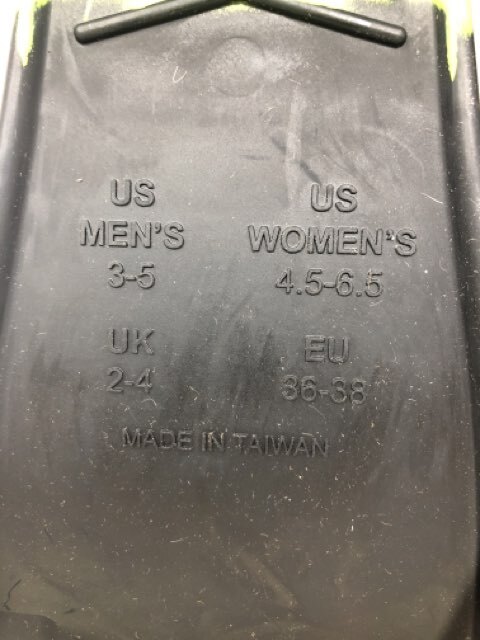 US
MEN'S
3-5
US
WOMEN'S
4.5-6.5
UK
2-4
EU
36-38
MADE IN TAIWAN